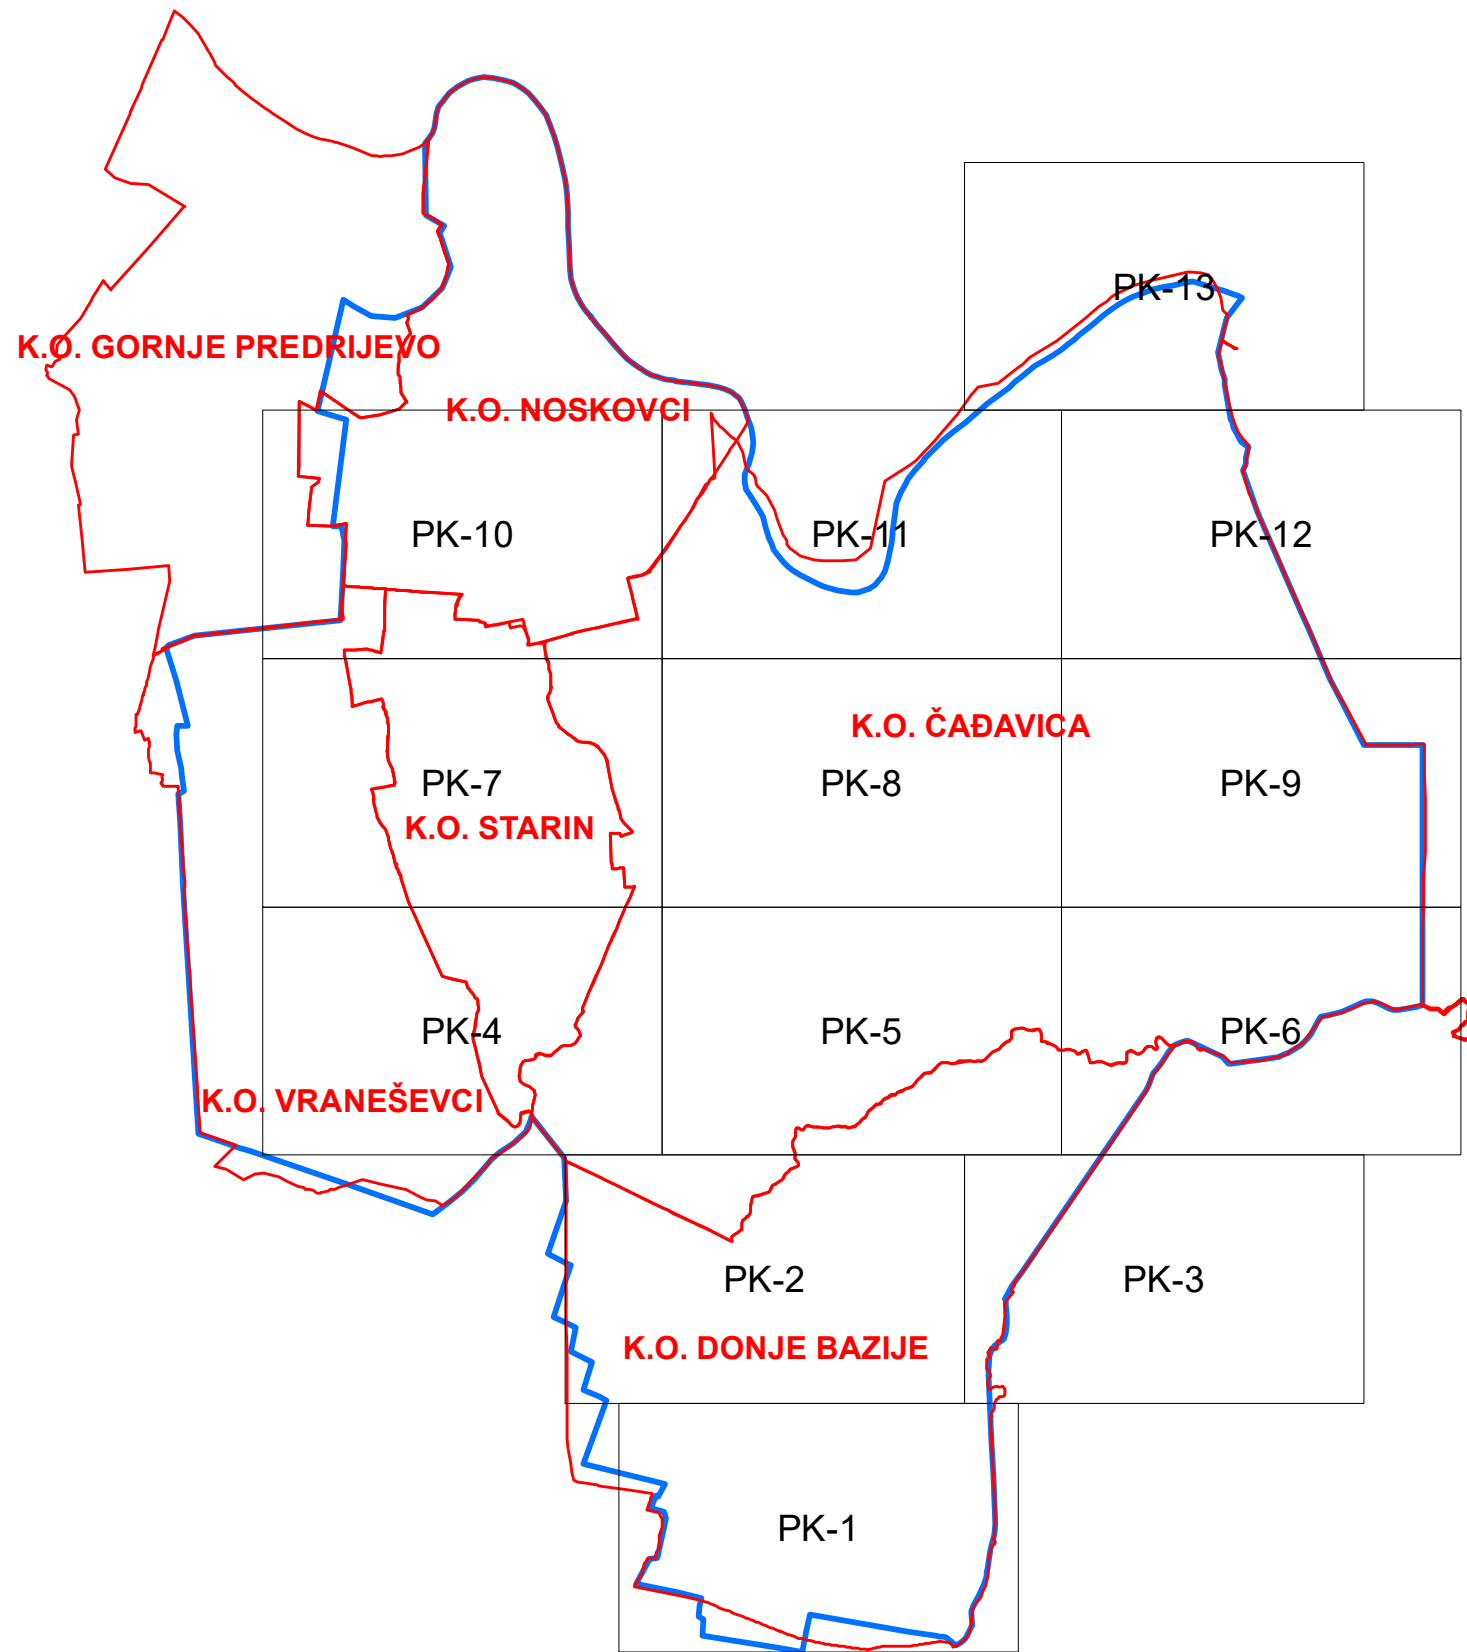 PK-13
K.O. GORNJE PREDRIJEVO
K.O. NOSKOVCI
PK-10
PK-11
PK-12
K.O. ČAĐAVICA
PK-7
PK-8
PK-9
K.O. STARIN
PK-4
PK-5
PK-6
K.O. VRANEŠEVCI
PK-2
PK-3
K.O. DONJE BAZIJE
PK-1